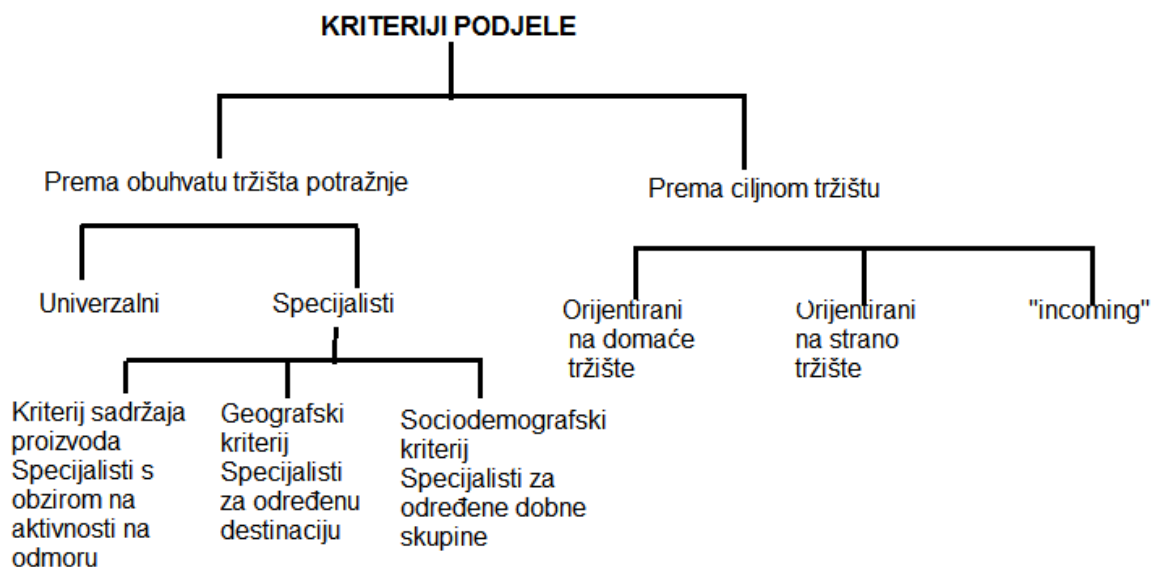 KRITERIJI PODJELE
Prema obuhvatu tržišta potražnje
Prema ciljnom tržištu
Univerzalni
Specijalisti
Orijentirani
na domaće
tržište
Orijentirani
na strano
tržište
"incoming"
Kriterij sadržaja
proizvoda
Specijalisti s
obzirom na
aktivnosti na
odmoru
Geografski
kriterij
Specijalisti
za određenu
destinaciju
Sociodemografski
kriterij
Specijalisti za
određene dobne
skupine